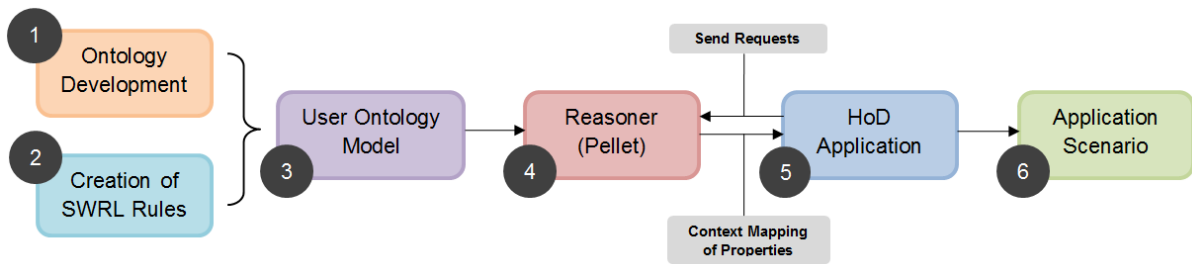 1
Ontology
Development
2
Creation of
SWRL Rules
3
User Ontology
Model
4
Reasoner
(Pellet)
Send Requests
Context Mapping
of Properties
5
HoD
Application
6
Application
Scenario